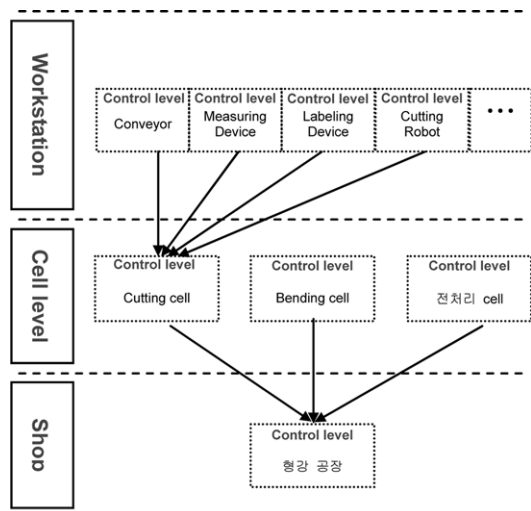 Workstation
Control level
Conveyor
Control level
Measuring
Device
Control level
Labeling
Device
Control level
Cutting
Robot
...
Cell level
Control level
Cutting cell
Control level
Bending cell
Control level
전처리 cell
Shop
Control level
형강 공장